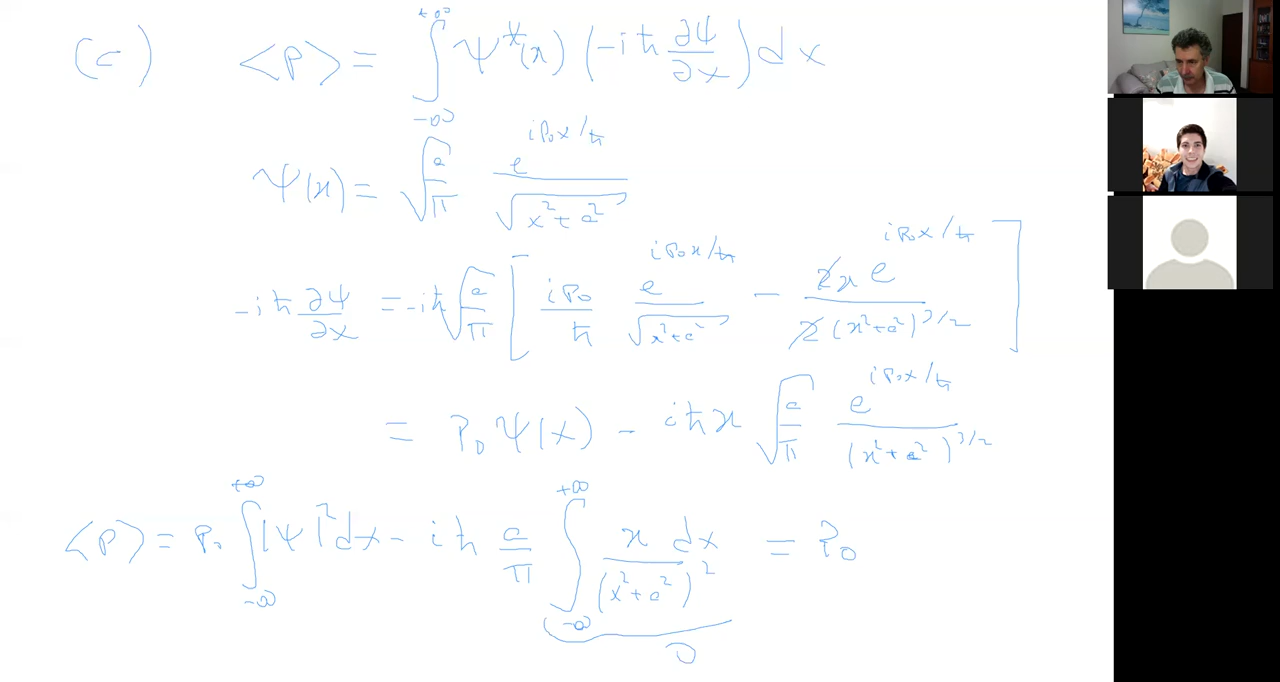 (c) <P> = ∫_{-∞}^{+∞} Ψ*(x) (-iħ ∂Ψ/∂x) dx
Ψ(x) = √(a/π) e^{iP₀x/ħ} / √(x²+a²)
-iħ ∂Ψ/∂x = -iħ √(a/π) [ iP₀/ħ e^{iP₀x/ħ} / √(x²+a²) - 2x e^{iP₀x/ħ} / 2(x²+a²)^{3/2} ]
= P₀ Ψ(x) - iħx √(a/π) e^{iP₀x/ħ} / (x²+a²)^{3/2}
<P> = P₀ ∫_{-∞}^{+∞} |Ψ|² dx - iħ a/π ∫_{-∞}^{+∞} x dx / (x²+a²)² = P₀
0